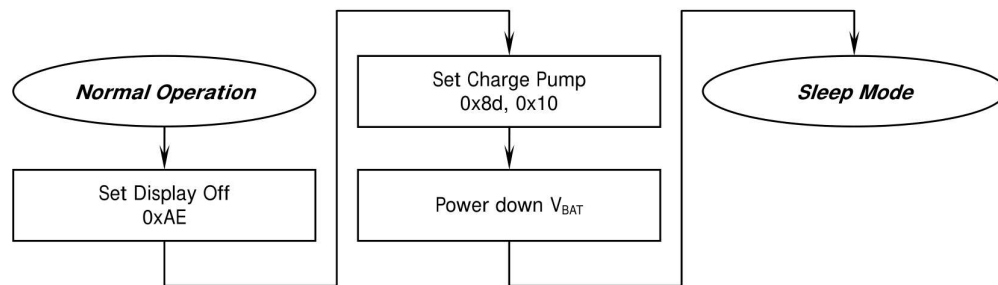 Normal Operation
Set Display Off
0xAE
Set Charge Pump
0x8d, 0x10
Power down VBAT
Sleep Mode